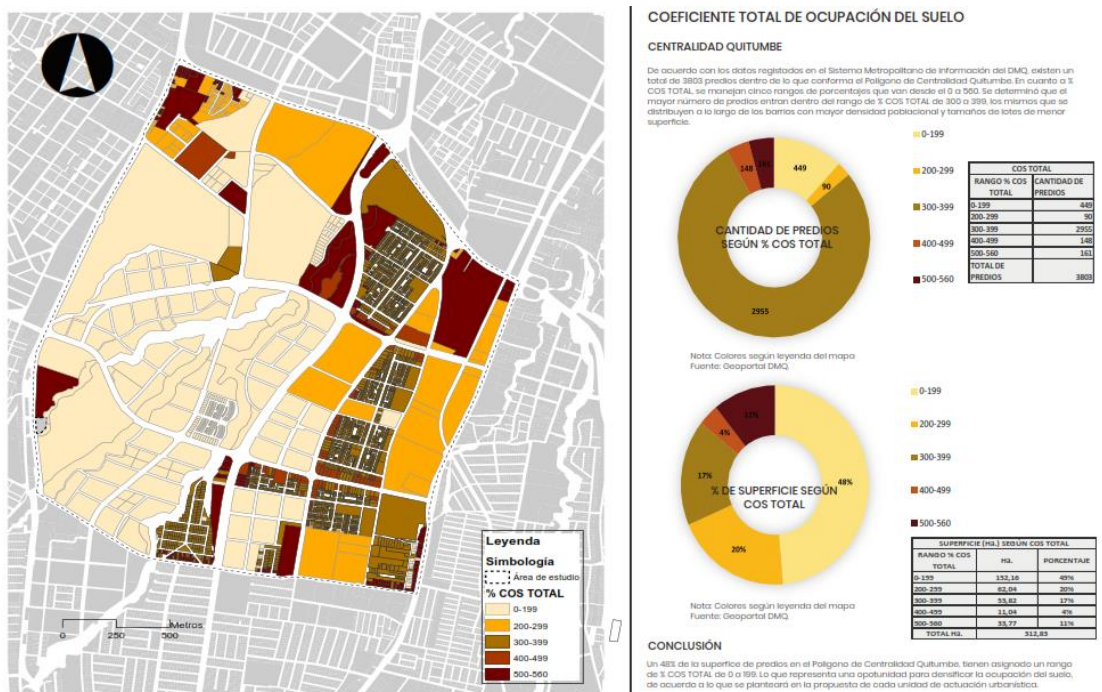 COEFICIENTE TOTAL DE OCUPACIÓN DEL SUELO
CENTRALIDAD QUITUMBE
De acuerdo con los datos registrados en el Sistema Metropolitano de información del DMQ, existen un
total de 3803 predios dentro de lo que conforma el Polígono de Centralidad Quitumbe. En cuanto a %
COS TOTAL, se manejan cinco rangos de porcentajes que van desde el 0 a 560. Se determinó que el
mayor número de predios entran dentro del rango de % COS TOTAL de 300 a 399, los mismos que se
distribuyen a lo largo de los barrios con mayor densidad poblacional y tamaños de lotes de menor
superficie.
449
90
2955
148
161
CANTIDAD DE PREDIOS
SEGÚN % COS TOTAL
0-199
200-299
300-399
400-499
500-560
COS TOTAL
RANGO % COS TOTAL CANTIDAD DE PREDIOS
0-199 449
200-299 90
300-399 2955
400-499 148
500-560 161
TOTAL DE PREDIOS 3803
Nota: Colores según leyenda del mapa
Fuente: Geoportal DMQ
48%
20%
17%
4%
11%
% DE SUPERFICIE SEGÚN
COS TOTAL
0-199
200-299
300-399
400-499
500-560
SUPERFICIE (Ha.) SEGÚN COS TOTAL
RANGO % COS TOTAL Ha. PORCENTAJE
0-199 152,16 49%
200-299 62,04 20%
300-399 53,82 17%
400-499 11,04 4%
500-560 33,77 11%
TOTAL Ha. 312,83
Nota: Colores según leyenda del mapa
Fuente: Geoportal DMQ
CONCLUSIÓN
Un 48% de la superfice de predios en el Polígono de Centralidad Quitumbe, tienen asignado un rango
de % COS TOTAL de 0 a 199. Lo que representa una opotunidad para densificar la ocupación del suelo,
de acuerdo a lo que se planteará en la propuesta de cada unidad de actuación urbanística.
Leyenda
Simbología
Área de estudio
% COS TOTAL
0-199
200-299
300-399
400-499
500-560
Metros
0 250 500